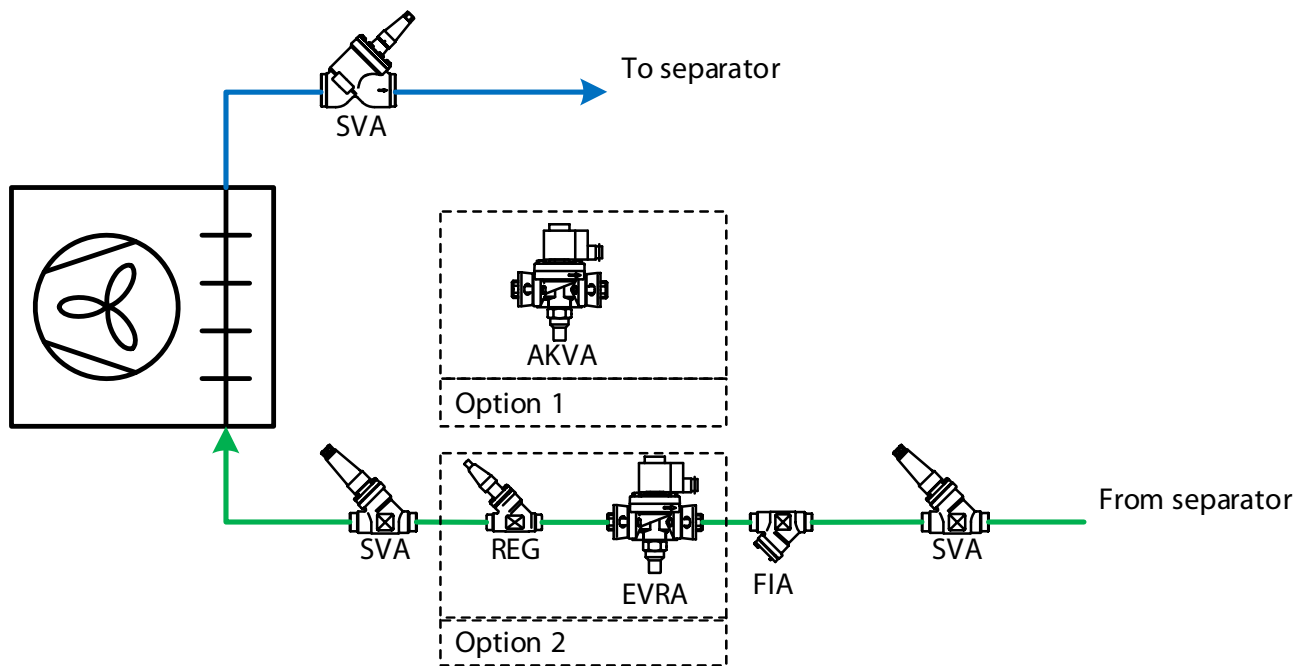 To separator
SVA
AKVA
Option 1
From separator
SVA
REG
EVRA
FIA
SVA
Option 2